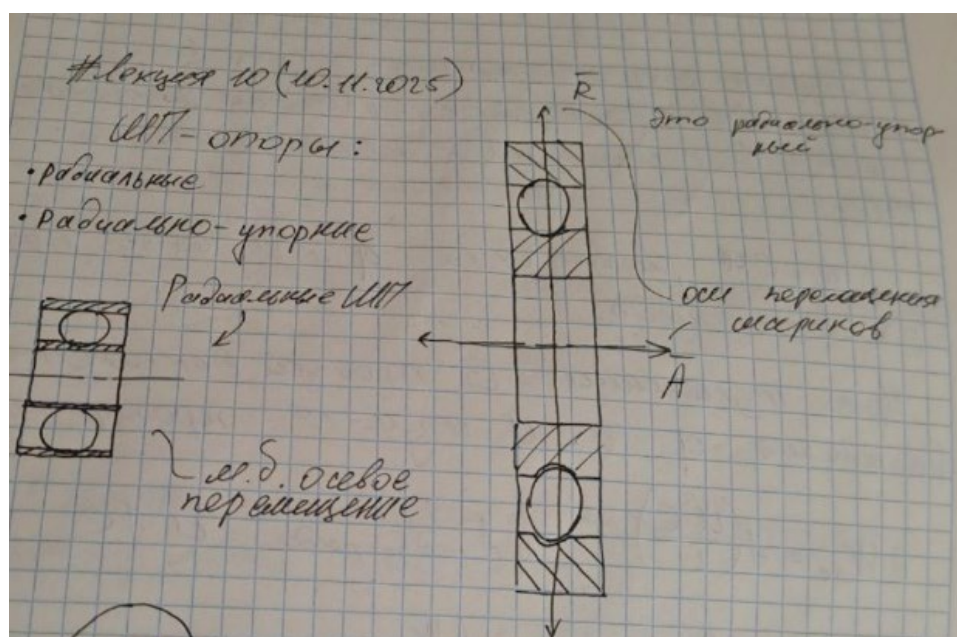 #Лекция 10 (10.11.2025)
ШП-опоры:
• радиальные
• Радиально-упорные
Радиальные ШП
м.б. осевое
перемещение
R
Это радиально-упор
ный
оси перемещения
шариков
A